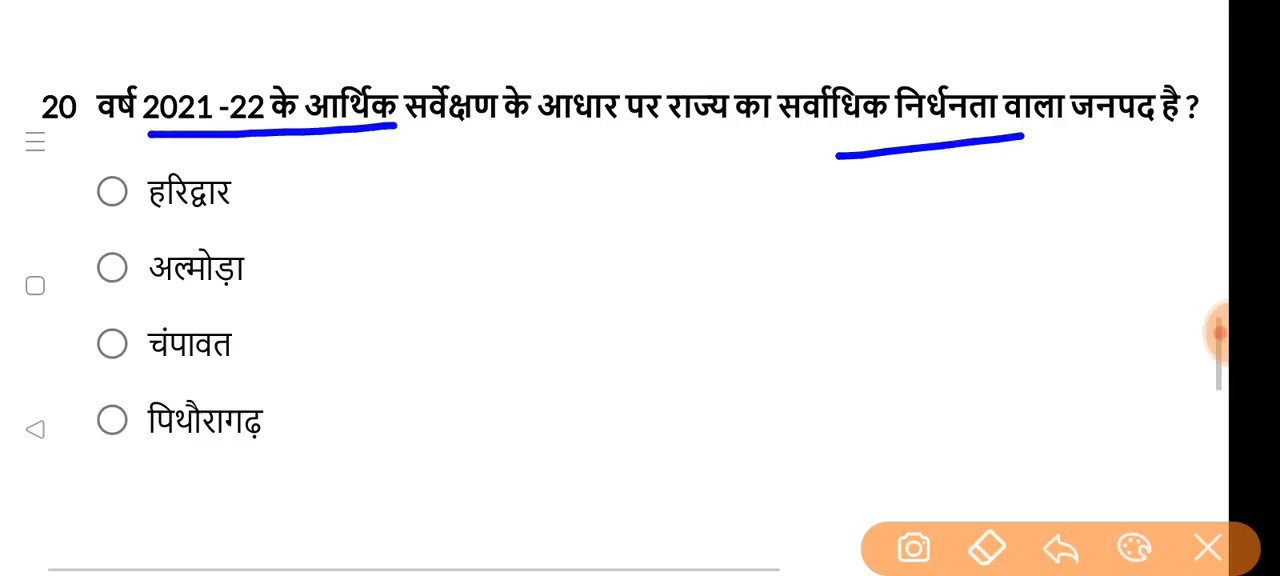 20 वर्ष 2021 -22 के आर्थिक सर्वेक्षण के आधार पर राज्य का सर्वाधिक निर्धनता वाला जनपद है ?
हरिद्वार
अल्मोड़ा
चंपावत
पिथौरागढ़